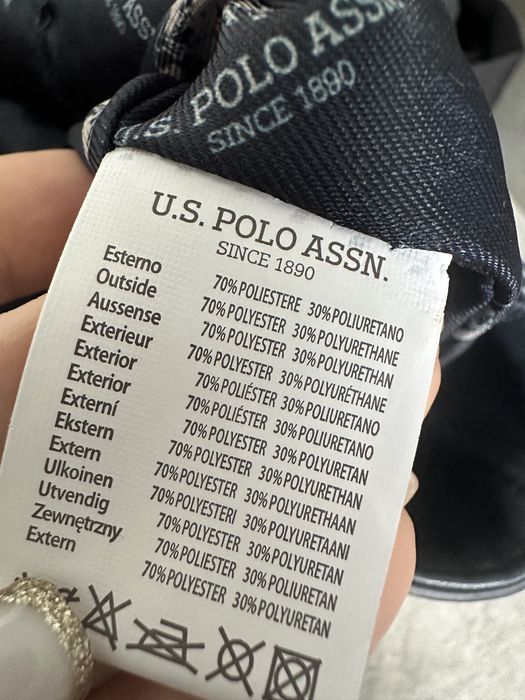 U.S. POLO ASSN
SINCE 1890
U.S. POLO ASSN.
SINCE 1890
Esterno 70%POLIESTERE 30%POLIURETANO
Outside 70%POLYESTER 30%POLYURETHANE
Aussense 70%POLYESTER 30%POLYURETHAN
Exterieur 70%POLYESTER 30%POLYURÉTHANE
Exterior 70%POLIÉSTER 30%POLIURETANO
Exterior 70%POLIÉSTER 30%POLIURETANO
Externí 70%POLYESTER 30%POLYURETAN
Ekstern 70%POLYESTER 30%POLYURETHAN
Extern 70%POLYESTER 30%POLYURETHAAN
Ulkoinen 70%POLYESTERI 30%POLYURETAANI
Utvendig 70%POLYESTER 30%POLYURETAN
Zewnętrzny 70%POLIESTER 30%POLIURETAN
Extern 70%POLYESTER 30%POLYURETAN